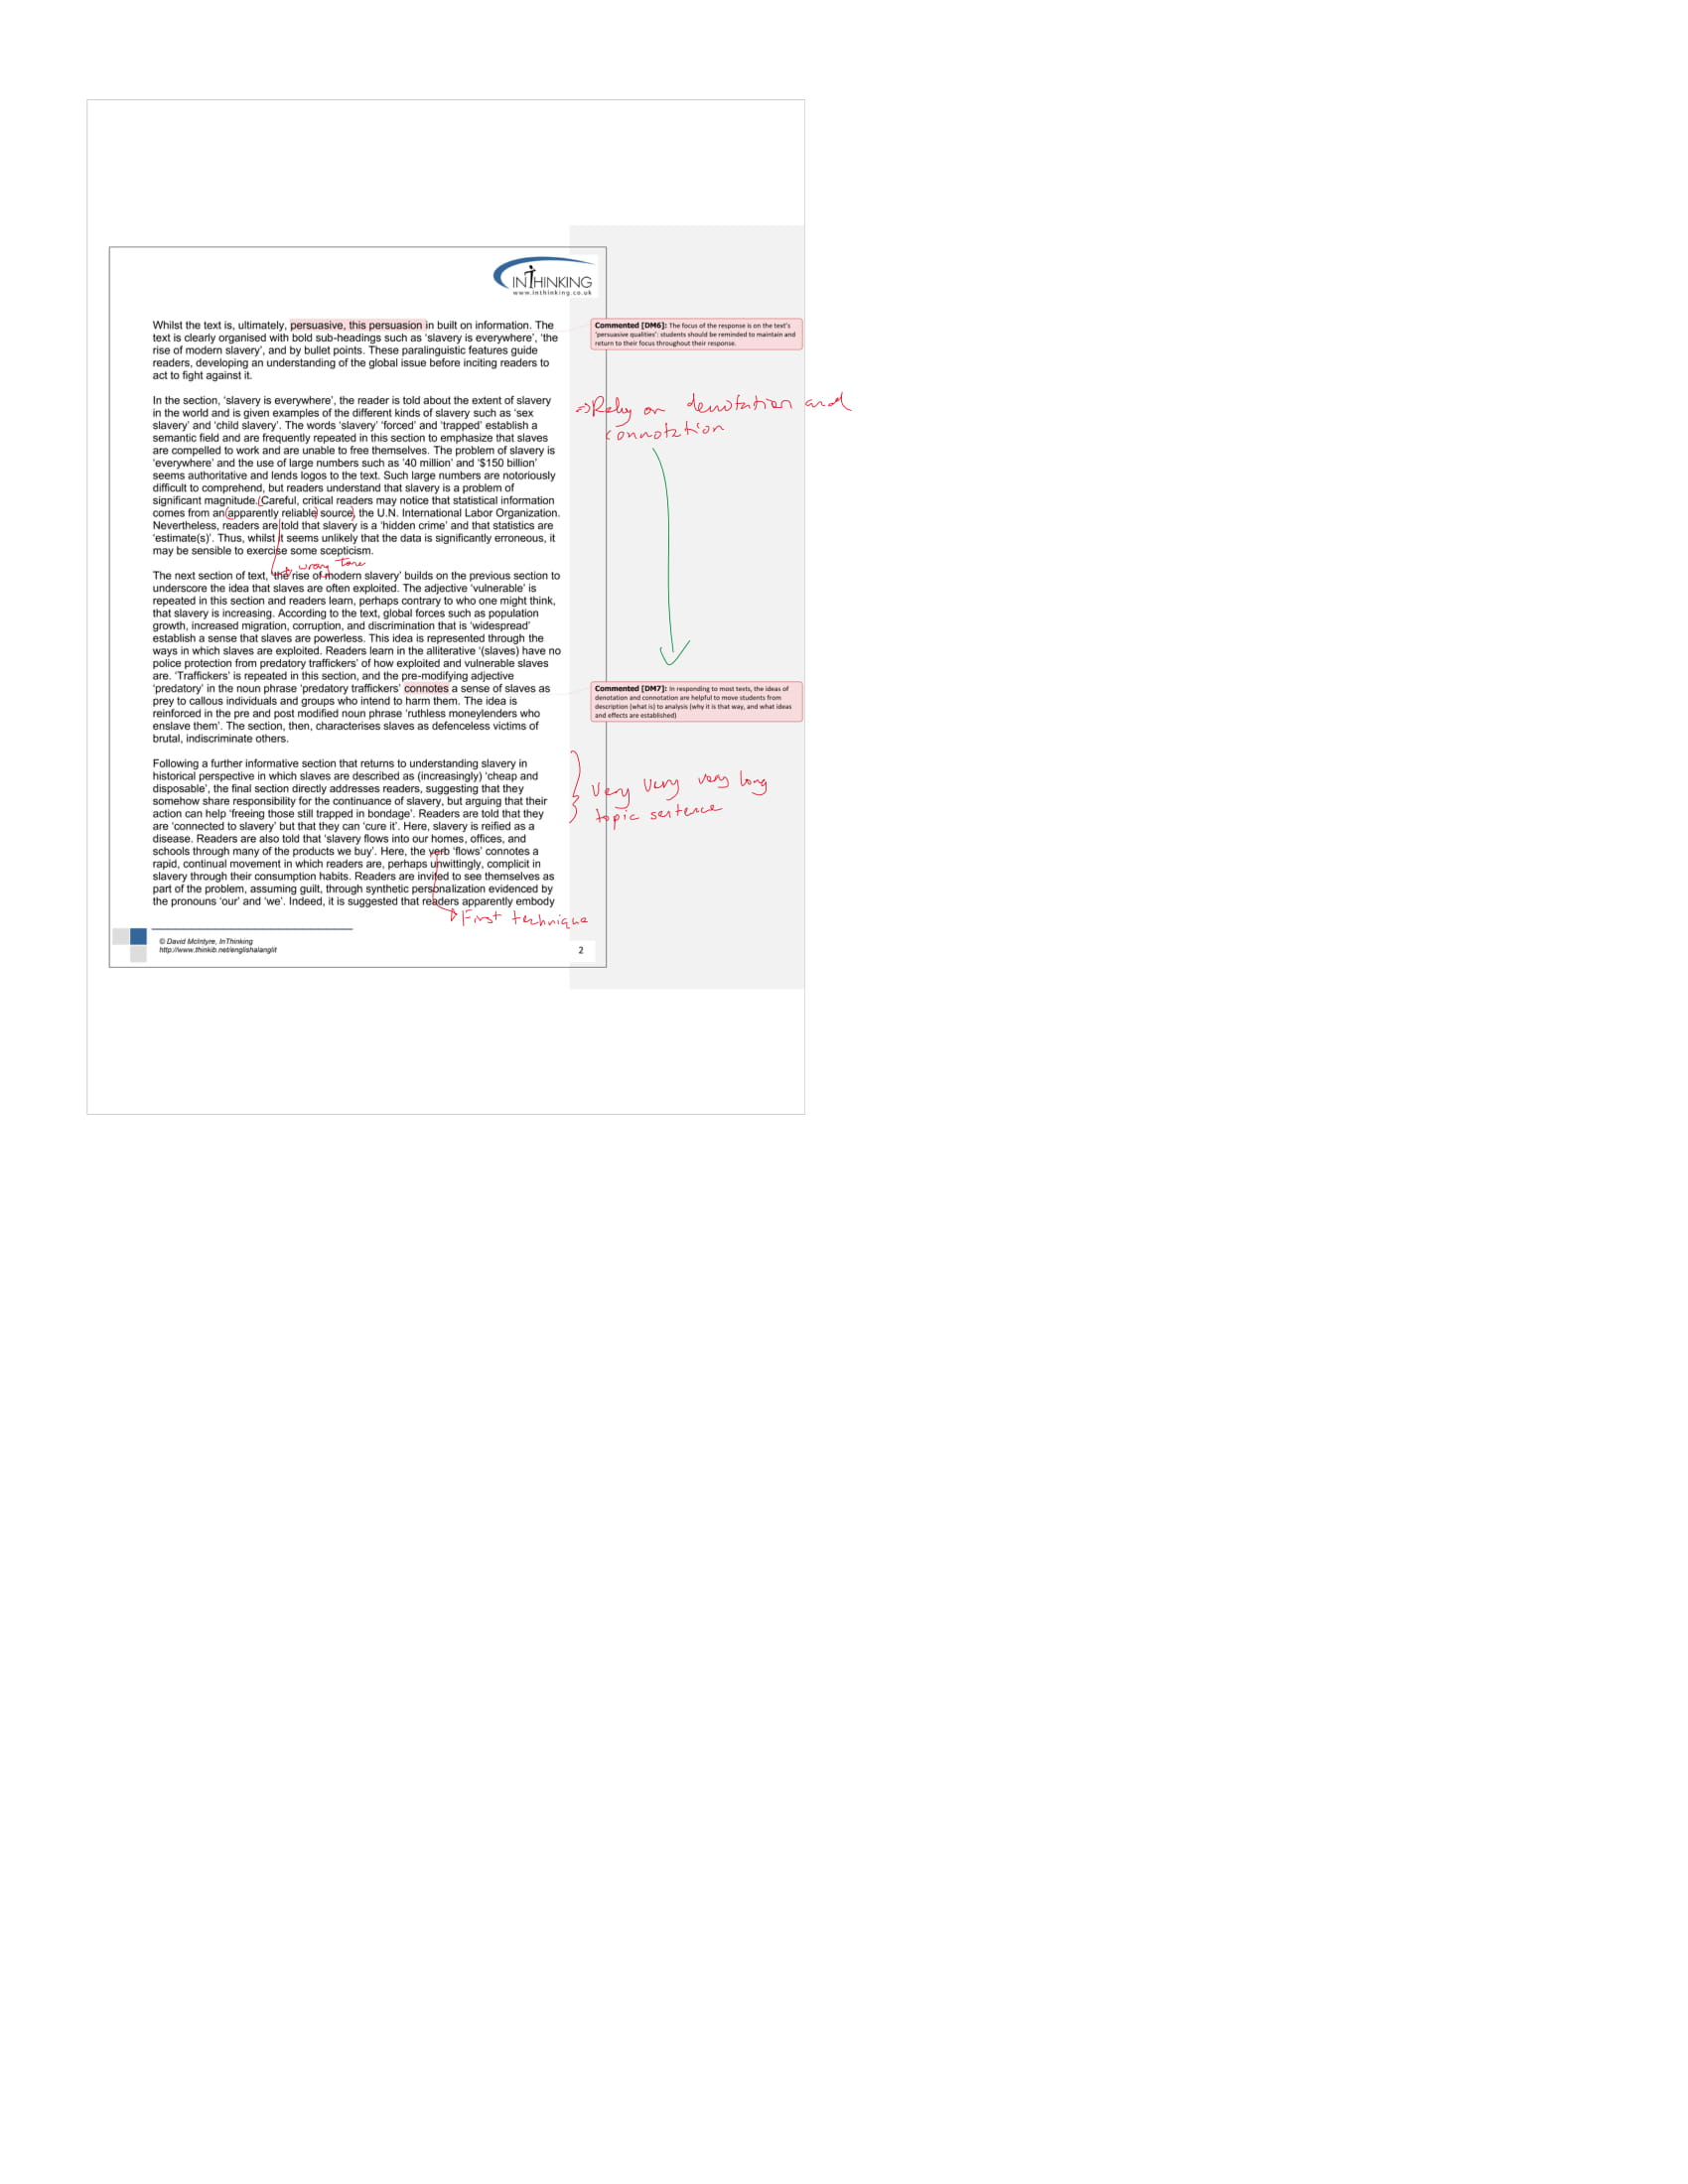 INTHINKING
www.inthinking.co.uk
Whilst the text is, ultimately, persuasive, this persuasion in built on information. The
text is clearly organised with bold sub-headings such as ‘slavery is everywhere’, ‘the
rise of modern slavery’, and by bullet points. These paralinguistic features guide
readers, developing an understanding of the global issue before inciting readers to
act to fight against it.
Commented [DM6]: The focus of the response is on the text's
‘persuasive qualities’: students should be reminded to maintain and
return to their focus throughout their response.
In the section, ‘slavery is everywhere’, the reader is told about the extent of slavery
in the world and is given examples of the different kinds of slavery such as ‘sex
slavery’ and ‘child slavery’. The words ‘slavery’ ‘forced’ and ‘trapped’ establish a
semantic field and are frequently repeated in this section to emphasize that slaves
are compelled to work and are unable to free themselves. The problem of slavery is
‘everywhere’ and the use of large numbers such as ’40 million’ and ‘$150 billion’
seems authoritative and lends logos to the text. Such large numbers are notoriously
difficult to comprehend, but readers understand that slavery is a problem of
significant magnitude. (Careful, critical readers may notice that statistical information
comes from an (apparently reliable) source), the U.N. International Labor Organization.
Nevertheless, readers are told that slavery is a ‘hidden crime’ and that statistics are
‘estimate(s)’. Thus, whilst it seems unlikely that the data is significantly erroneous, it
may be sensible to exercise some scepticism.
⇒Rely on denotation and
connotation
wrong tone
The next section of text, ‘the rise of modern slavery’ builds on the previous section to
underscore the idea that slaves are often exploited. The adjective ‘vulnerable’ is
repeated in this section and readers learn, perhaps contrary to who one might think,
that slavery is increasing. According to the text, global forces such as population
growth, increased migration, corruption, and discrimination that is ‘widespread’
establish a sense that slaves are powerless. This idea is represented through the
ways in which slaves are exploited. Readers learn in the alliterative ‘(slaves) have no
police protection from predatory traffickers’ of how exploited and vulnerable slaves
are. ‘Traffickers’ is repeated in this section, and the pre-modifying adjective
‘predatory’ in the noun phrase ‘predatory traffickers’ connotes a sense of slaves as
prey to callous individuals and groups who intend to harm them. The idea is
reinforced in the pre and post modified noun phrase ‘ruthless moneylenders who
enslave them’. The section, then, characterises slaves as defenceless victims of
brutal, indiscriminate others.
Commented [DM7]: In responding to most texts, the ideas of
denotation and connotation are helpful to move students from
description (what is) to analysis (why it is that way, and what ideas
and effects are established)
Following a further informative section that returns to understanding slavery in
historical perspective in which slaves are described as (increasingly) ‘cheap and
disposable’, the final section directly addresses readers, suggesting that they
somehow share responsibility for the continuance of slavery, but arguing that their
action can help ‘freeing those still trapped in bondage’. Readers are told that they
are ‘connected to slavery’ but that they can ‘cure it’. Here, slavery is reified as a
disease. Readers are also told that ‘slavery flows into our homes, offices, and
schools through many of the products we buy’. Here, the verb ‘flows’ connotes a
rapid, continual movement in which readers are, perhaps unwittingly, complicit in
slavery through their consumption habits. Readers are invited to see themselves as
part of the problem, assuming guilt, through synthetic personalization evidenced by
the pronouns ‘our’ and ‘we’. Indeed, it is suggested that readers apparently embody
Very Very very long
topic sentence
First technique
© David McIntyre, InThinking
http://www.thinkib.net/englishalanglit
2